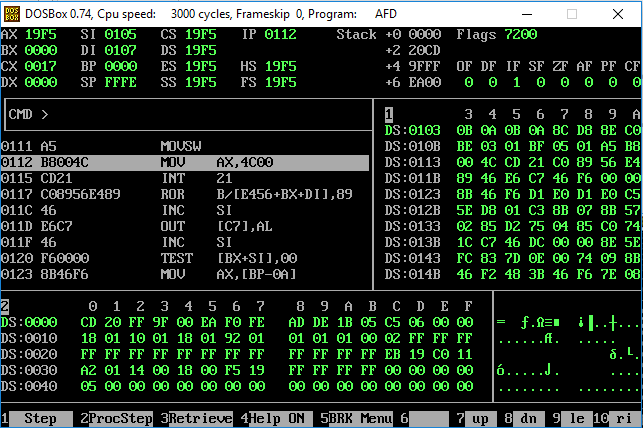 DOSBox 0.74, Cpu speed: 3000 cycles, Frameskip 0, Program: AFD
AX 19F5 SI 0105 CS 19F5 IP 0112 Stack +0 0000 Flags 7200
BX 0000 DI 0107 DS 19F5 +2 20CD
CX 0017 BP 0000 ES 19F5 HS 19F5 +4 9FFF OF DF IF SF ZF AF PF CF
DX 0000 SP FFFE SS 19F5 FS 19F5 +6 EA00 0 0 1 0 0 0 0 0
CMD > 1 3 4 5 6 7 8 9 A
DS:0103 0B 0A 0B 0A 8C D8 8E C0
0111 A5 MOVSW DS:010B BE 03 01 BF 05 01 A5 B8
0112 B8004C MOV AX,4C00 DS:0113 00 4C CD 21 C0 89 56 E4
0115 CD21 INT 21 DS:011B 89 46 E6 C7 46 F6 00 00
0117 C08956E489 ROR B/[E456+BX+DI],89 DS:0123 8B 46 F6 D1 E0 D1 E0 C5
011C 46 INC SI DS:012B 5E D8 01 C3 8B 07 8B 57
011D E6C7 OUT [C7],AL DS:0133 02 85 D2 75 04 85 C0 74
011F 46 INC SI DS:013B 1C C7 46 DC 00 00 8E 5E
0120 F60000 TEST [BX+SI],00 DS:0143 FC 83 7D 0E 00 74 09 8B
0123 8B46F6 MOV AX,[BP-0A] DS:014B 46 F2 48 3B 46 F6 7E 08
2 0 1 2 3 4 5 6 7 8 9 A B C D E F
DS:0000 CD 20 FF 9F 00 EA F0 FE AD DE 1B 05 C5 06 00 00 = ƒ.Ω≡■ ¡▐..┼...
DS:0010 18 01 10 01 18 01 92 01 01 01 01 00 02 FF FF FF ......Æ. .....
DS:0020 FF FF FF FF FF FF FF FF FF FF FF FF EB 19 C0 11 δ.└.
DS:0030 A2 01 14 00 18 00 F5 19 FF FF FF FF 00 00 00 00 ó.....⌡. ....
DS:0040 05 00 00 00 00 00 00 00 00 00 00 00 00 00 00 00 ........ ........
1 Step 2 ProcStep 3 Retrieve 4 Help ON 5 BRK Menu 6 7 up 8 dn 9 le 10 ri